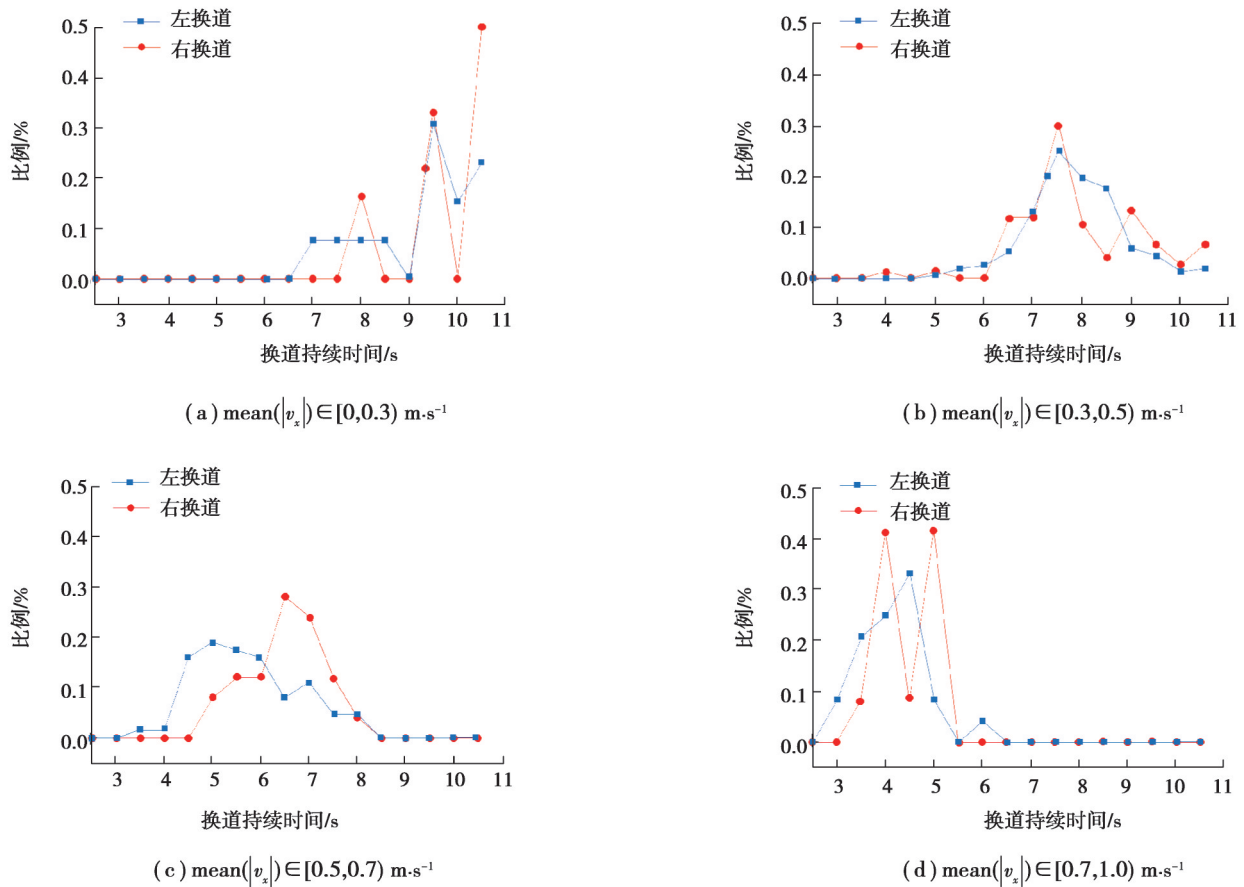 0.5
左换道
右换道
0.4
0.3
0.2
0.1
0.0
比例/%
3 4 5 6 7 8 9 10 11
换道持续时间/s
(a) mean(|vₓ|)∈[0,0.3) m·s⁻¹
0.5
左换道
右换道
0.4
0.3
0.2
0.1
0.0
比例/%
3 4 5 6 7 8 9 10 11
换道持续时间/s
(b) mean(|vₓ|)∈[0.3,0.5) m·s⁻¹
左换道
0.5
右换道
0.4
0.3
0.2
0.1
0.0
比例/%
3 4 5 6 7 8 9 10 11
换道持续时间/s
(c) mean(|vₓ|)∈[0.5,0.7) m·s⁻¹
左换道
0.5
右换道
0.4
0.3
0.2
0.1
0.0
比例/%
3 4 5 6 7 8 9 10 11
换道持续时间/s
(d) mean(|vₓ|)∈[0.7,1.0) m·s⁻¹